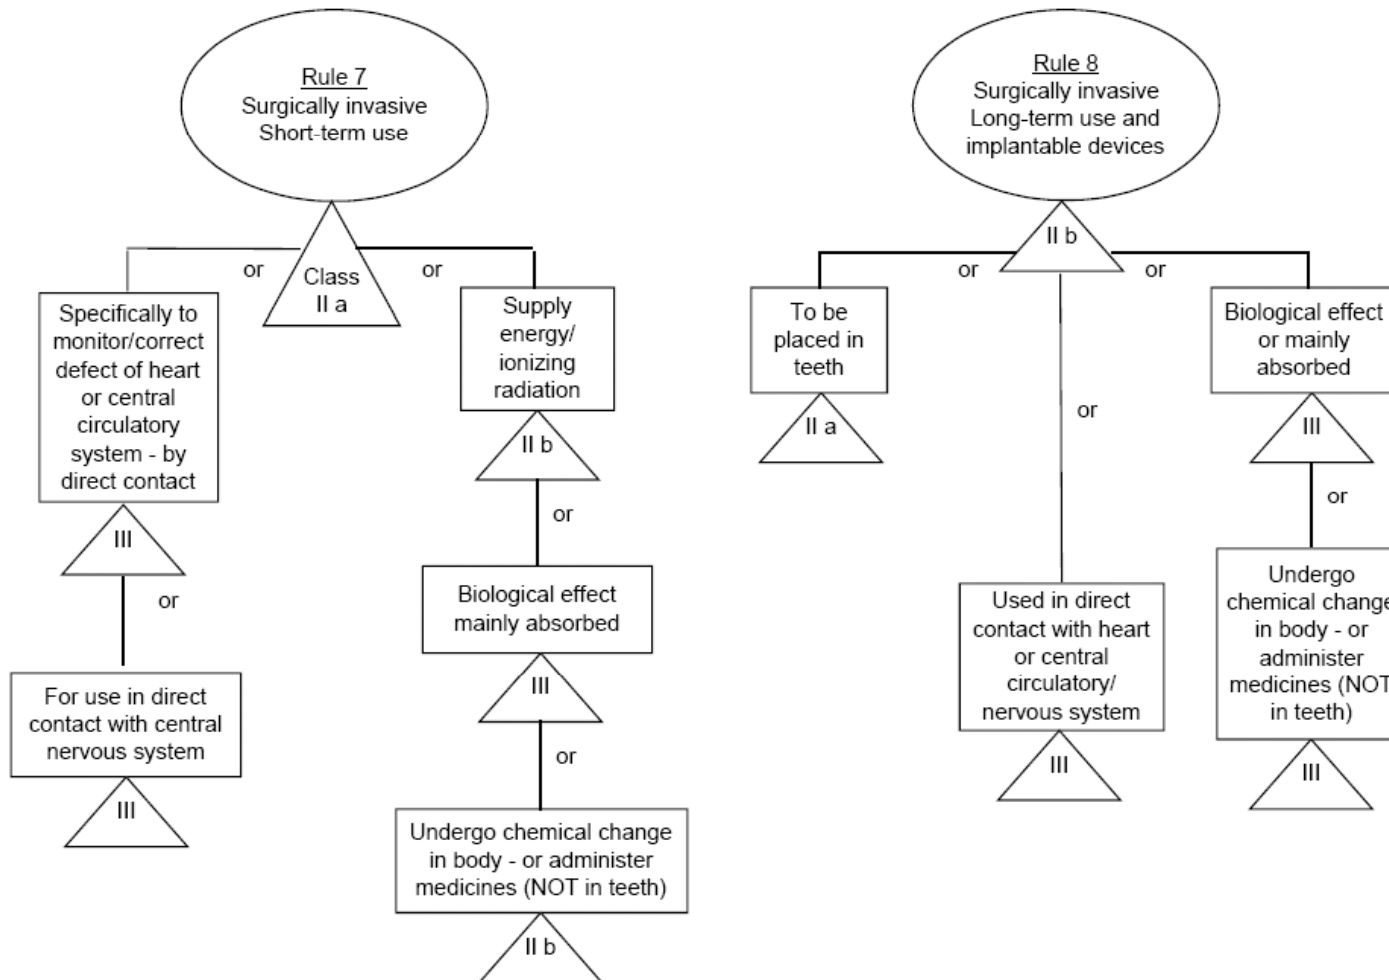 Rule 7
Surgically invasive
Short-term use
Class
II a
or
or
Specifically to
monitor/correct
defect of heart
or central
circulatory
system - by
direct contact
III
or
For use in direct
contact with central
nervous system
III
Supply
energy/
ionizing
radiation
II b
or
Biological effect
mainly absorbed
III
or
Undergo chemical change
in body - or administer
medicines (NOT in teeth)
II b
Rule 8
Surgically invasive
Long-term use and
implantable devices
II b
or
or
To be
placed in
teeth
II a
or
Used in direct
contact with heart
or central
circulatory/
nervous system
III
Biological effect
or mainly
absorbed
III
or
Undergo
chemical change
in body - or
administer
medicines (NOT
in teeth)
III